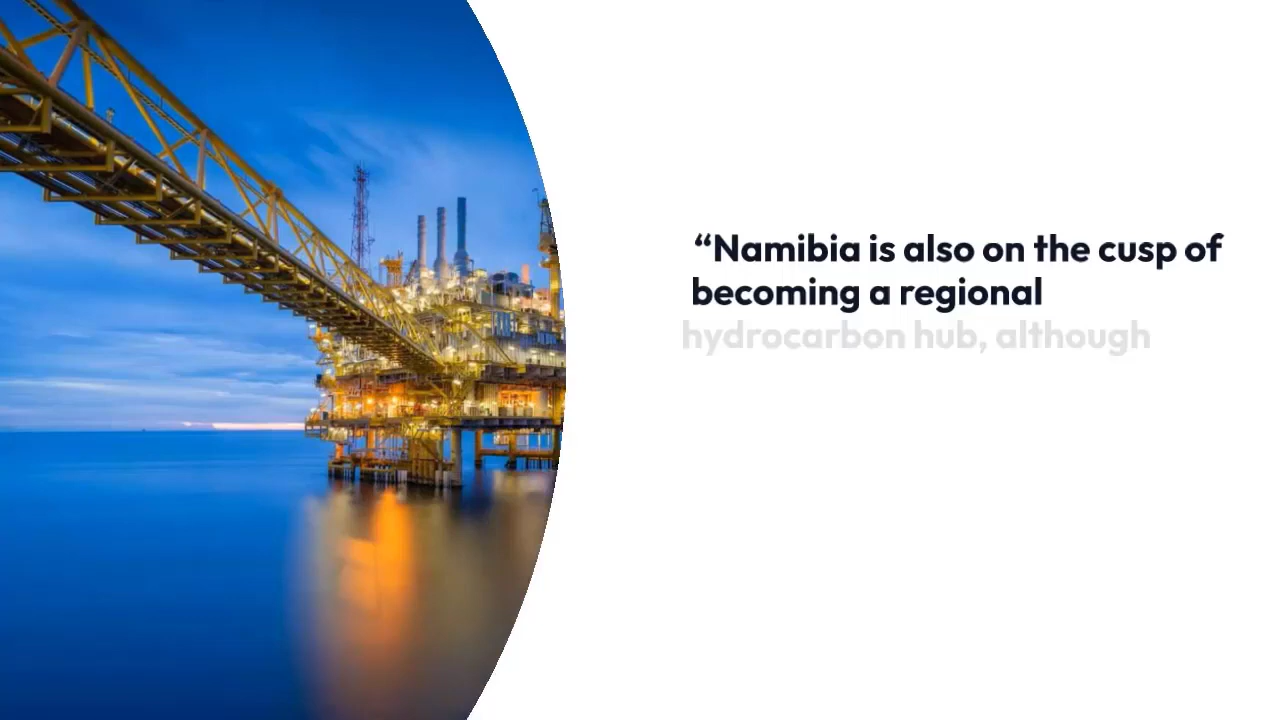 “Namibia is also on the cusp of
becoming a regional
hydrocarbon hub, although